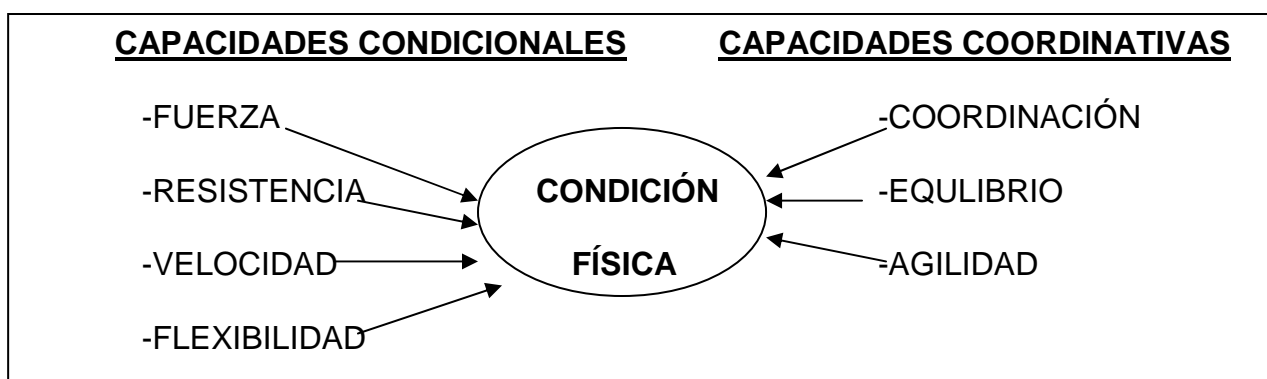 CAPACIDADES CONDICIONALES CAPACIDADES COORDINATIVAS
-FUERZA -COORDINACIÓN
-RESISTENCIA CONDICIÓN -EQULIBRIO
-VELOCIDAD FÍSICA -AGILIDAD
-FLEXIBILIDAD